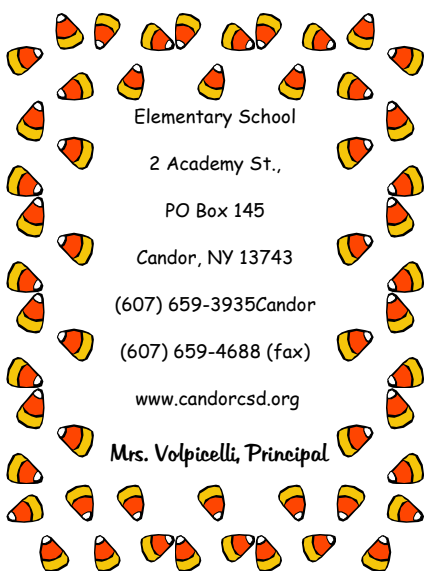 Elementary School
2 Academy St.,
PO Box 145
Candor, NY 13743
(607) 659-3935Candor
(607) 659-4688 (fax)
www.candorcsd.org
Mrs. Volpicelli, Principal